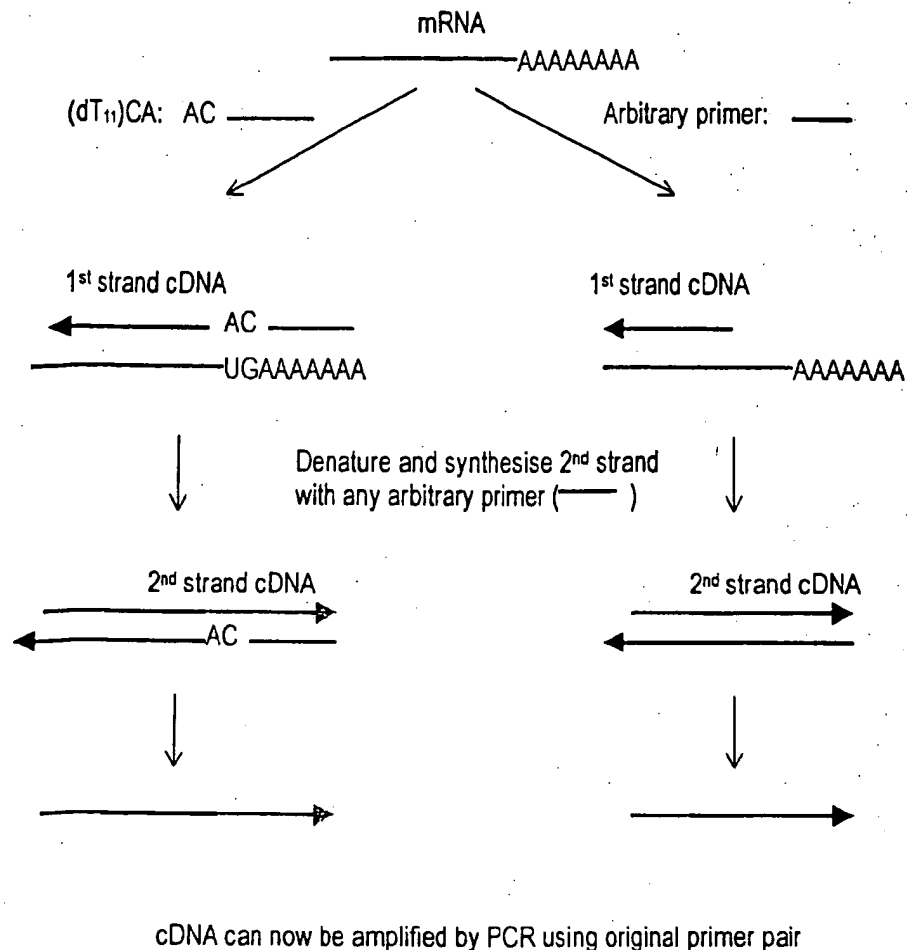 mRNA
AAAAAAAA
(dT₁₁)CA: AC
Arbitrary primer:
1st strand cDNA
1st strand cDNA
AC
UGAAAAAAA
AAAAAAA
Denature and synthesise 2nd strand
with any arbitrary primer ( )
2nd strand cDNA
2nd strand cDNA
AC
cDNA can now be amplified by PCR using original primer pair